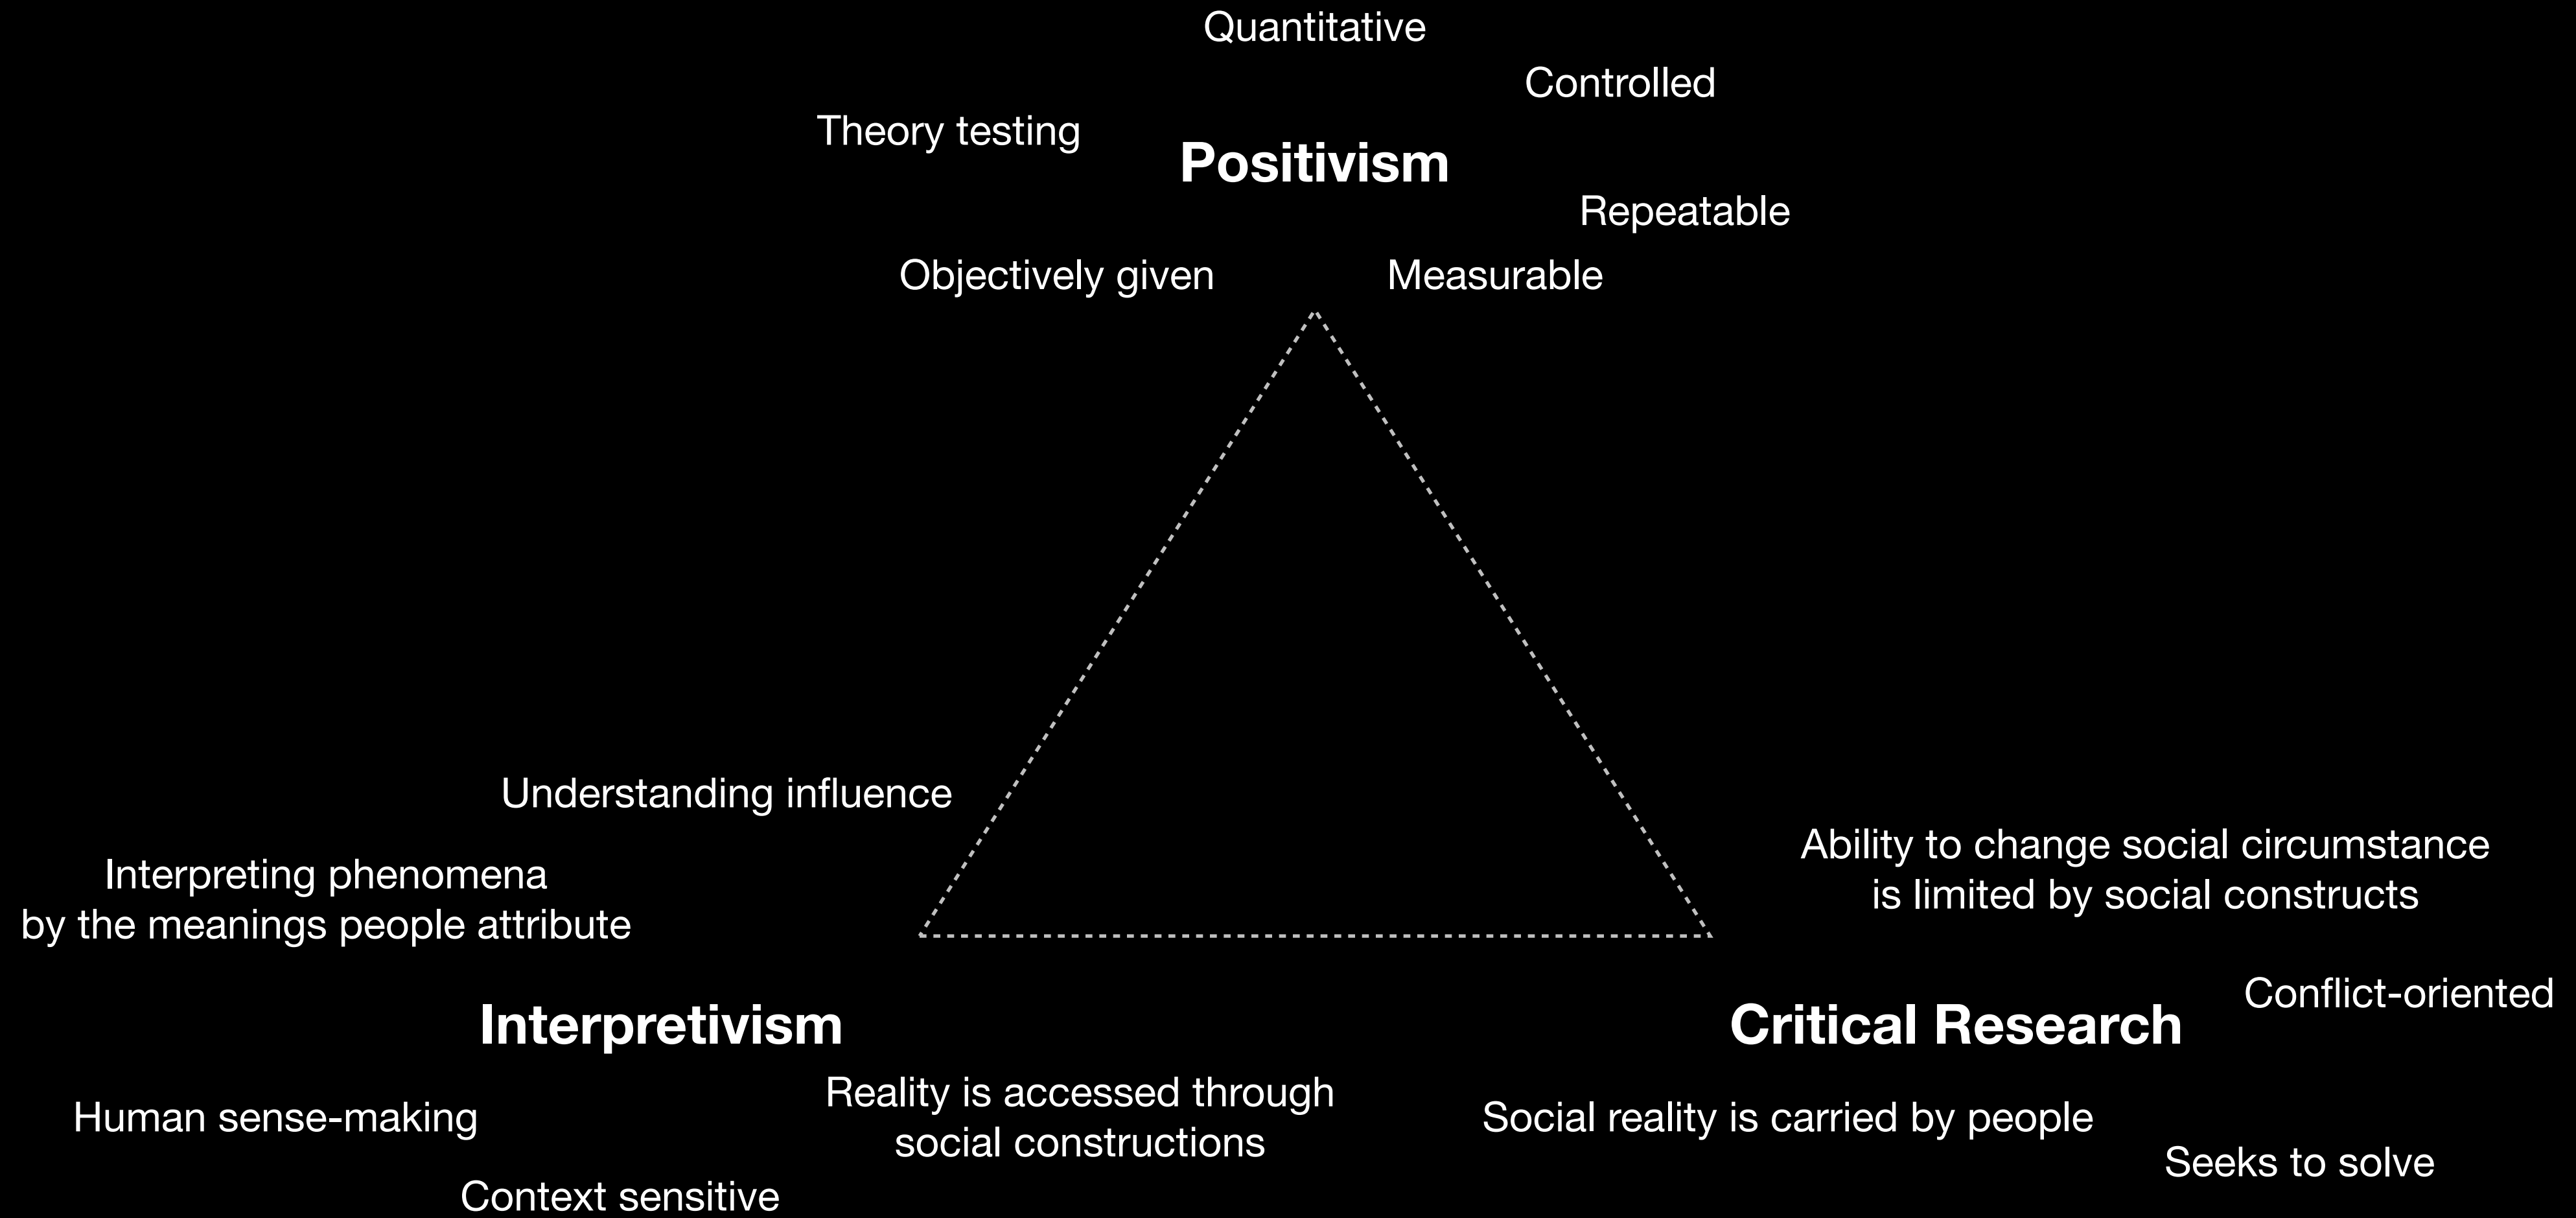 Quantitative
Controlled
Theory testing
Positivism
Repeatable
Objectively given
Measurable
Understanding influence
Interpreting phenomena
by the meanings people attribute
Ability to change social circumstance
is limited by social constructs
Interpretivism
Critical Research
Conflict-oriented
Human sense-making
Reality is accessed through
social constructions
Context sensitive
Social reality is carried by people
Seeks to solve